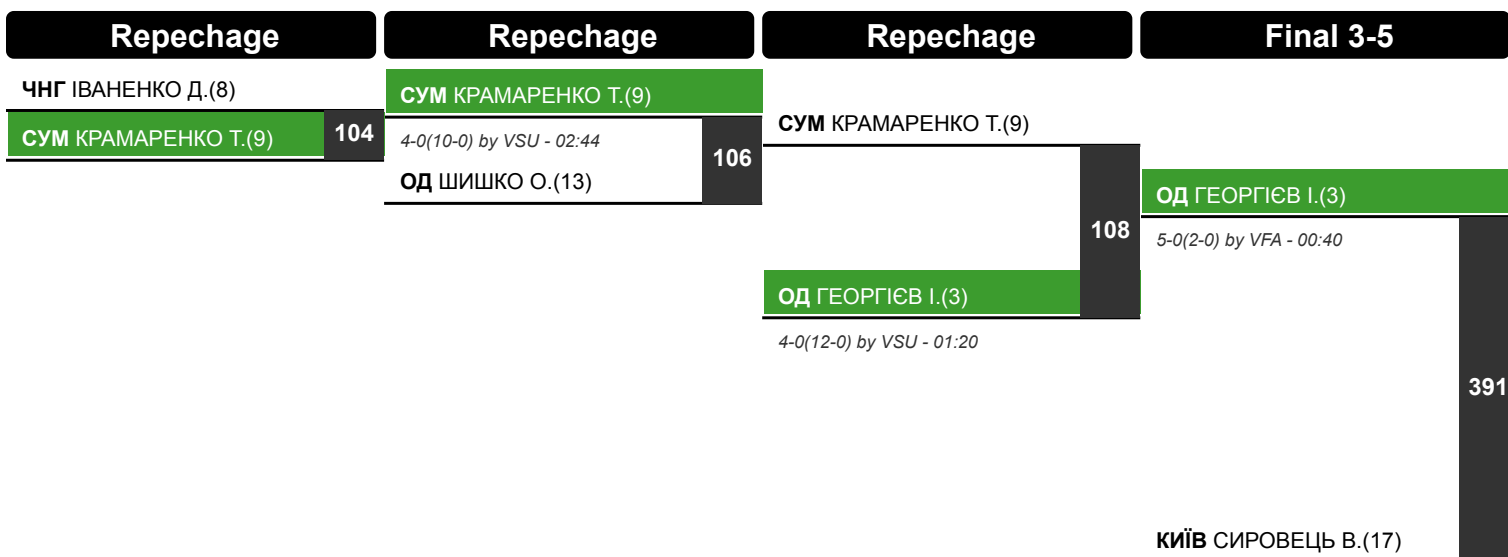 Repechage
Repechage
Repechage
Final 3-5
ЧНГ ІВАНЕНКО Д.(8)
СУМ КРАМАРЕНКО Т.(9)
104
СУМ КРАМАРЕНКО Т.(9)
4-0(10-0) by VSU - 02:44
ОД ШИШКО О.(13)
106
СУМ КРАМАРЕНКО Т.(9)
108
ОД ГЕОРГІЄВ І.(3)
4-0(12-0) by VSU - 01:20
ОД ГЕОРГІЄВ І.(3)
5-0(2-0) by VFA - 00:40
391
КИЇВ СИРОВЕЦЬ В.(17)